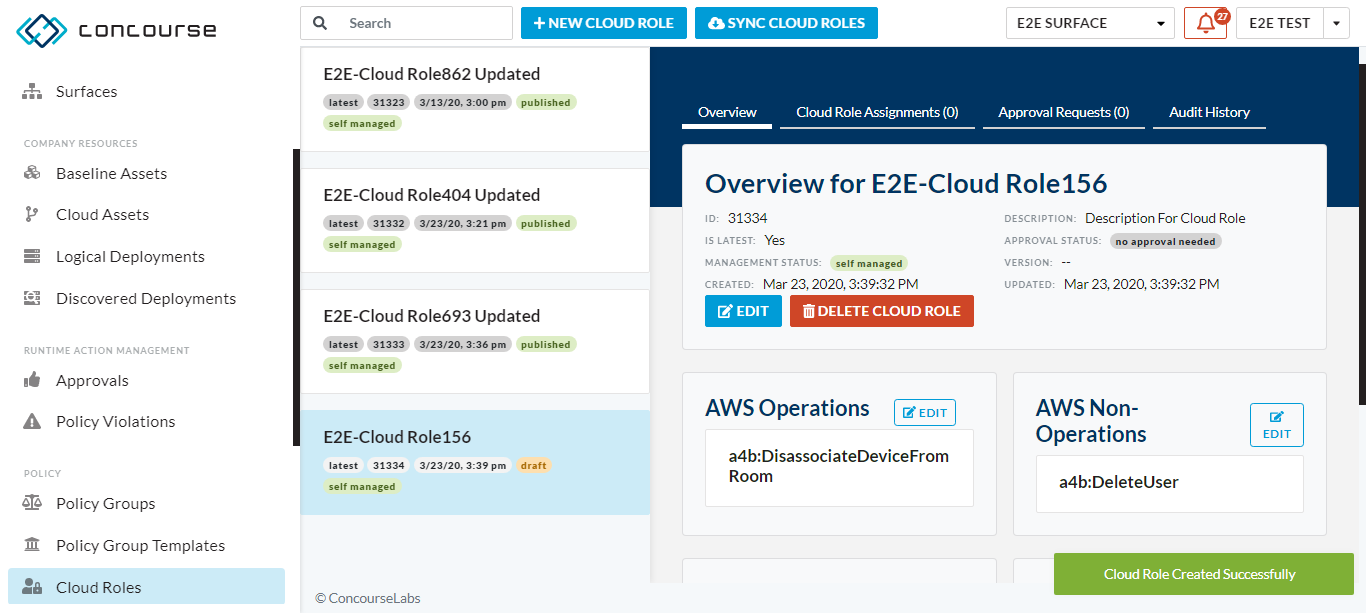 concourse
Search
NEW CLOUD ROLE
SYNC CLOUD ROLES
E2E SURFACE
27
E2E TEST
Surfaces
COMPANY RESOURCES
Baseline Assets
Cloud Assets
Logical Deployments
Discovered Deployments
RUNTIME ACTION MANAGEMENT
Approvals
Policy Violations
POLICY
Policy Groups
Policy Group Templates
Cloud Roles
E2E-Cloud Role862 Updated
latest 31323 3/13/20, 3:00 pm published
self managed
E2E-Cloud Role404 Updated
latest 31332 3/23/20, 3:21 pm published
self managed
E2E-Cloud Role693 Updated
latest 31333 3/23/20, 3:36 pm published
self managed
E2E-Cloud Role156
latest 31334 3/23/20, 3:39 pm draft
self managed
© ConcourseLabs
Overview
Cloud Role Assignments (0)
Approval Requests (0)
Audit History
Overview for E2E-Cloud Role156
ID: 31334
IS LATEST: Yes
MANAGEMENT STATUS: self managed
CREATED: Mar 23, 2020, 3:39:32 PM
DESCRIPTION: Description For Cloud Role
APPROVAL STATUS: no approval needed
VERSION: --
UPDATED: Mar 23, 2020, 3:39:32 PM
EDIT
DELETE CLOUD ROLE
AWS Operations
EDIT
a4b:DisassociateDeviceFrom
Room
AWS Non-
Operations
EDIT
a4b:DeleteUser
Cloud Role Created Successfully